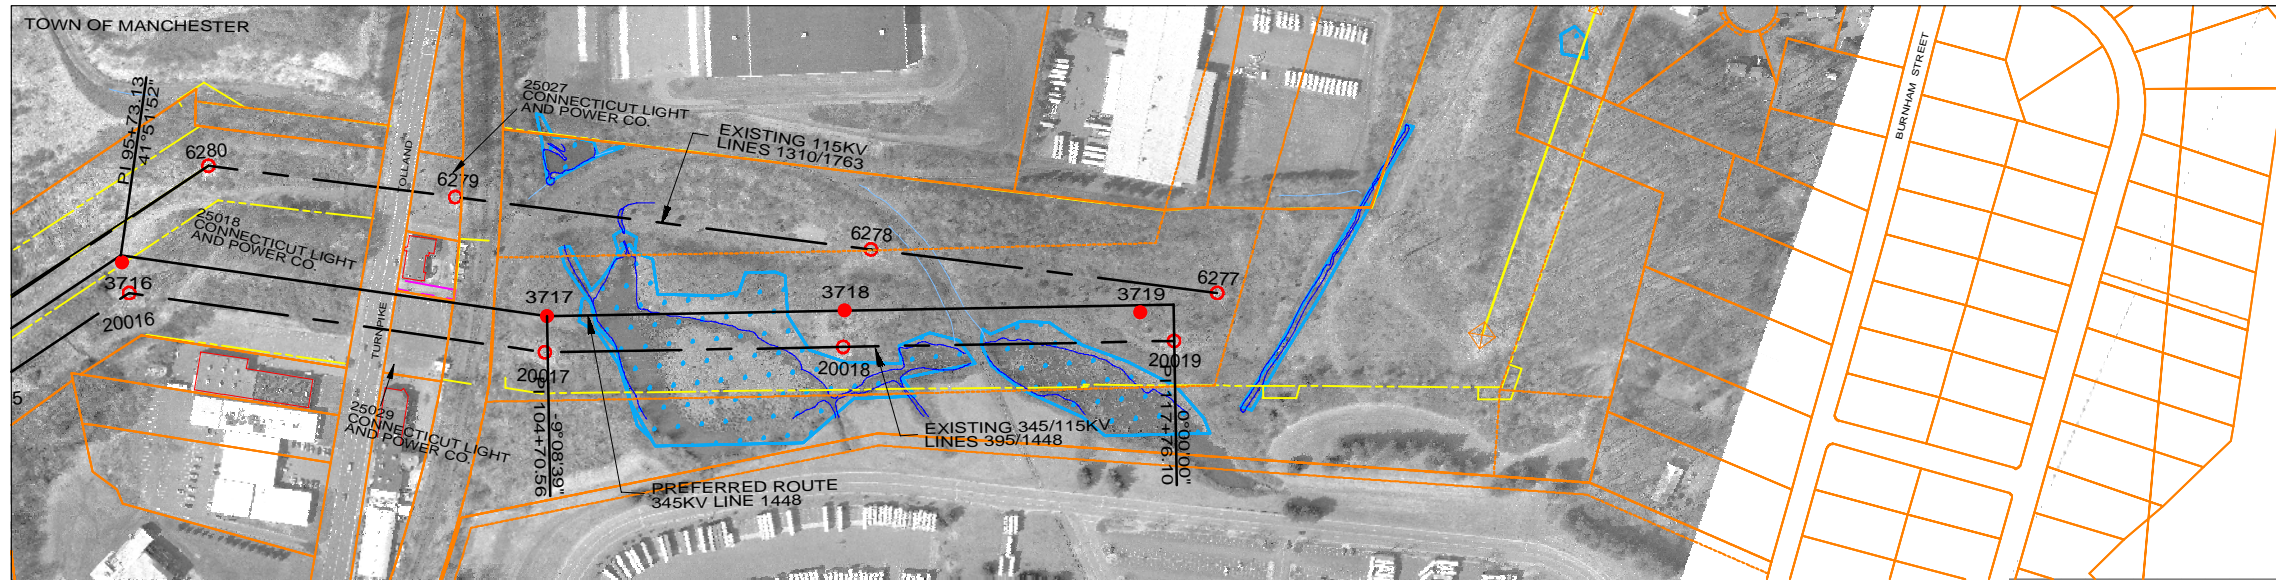 TOWN OF MANCHESTER
PI 95+73.13
41°51'52"
6280
25027
CONNECTICUT LIGHT
AND POWER CO.
6279
EXISTING 115KV
LINES 1310/1763
TOLLAND
TURNPIKE
BURNHAM STREET
25018
CONNECTICUT LIGHT
AND POWER CO.
6278
6277
3716
20016
3717
3718
3719
20017
20018
20019
5
25029
CONNECTICUT LIGHT
AND POWER CO.
PI 104+70.56
-9°08'39"
EXISTING 345/115KV
LINES 395/1448
PI 117+76.10
0°00'00"
PREFERRED ROUTE
345KV LINE 1448